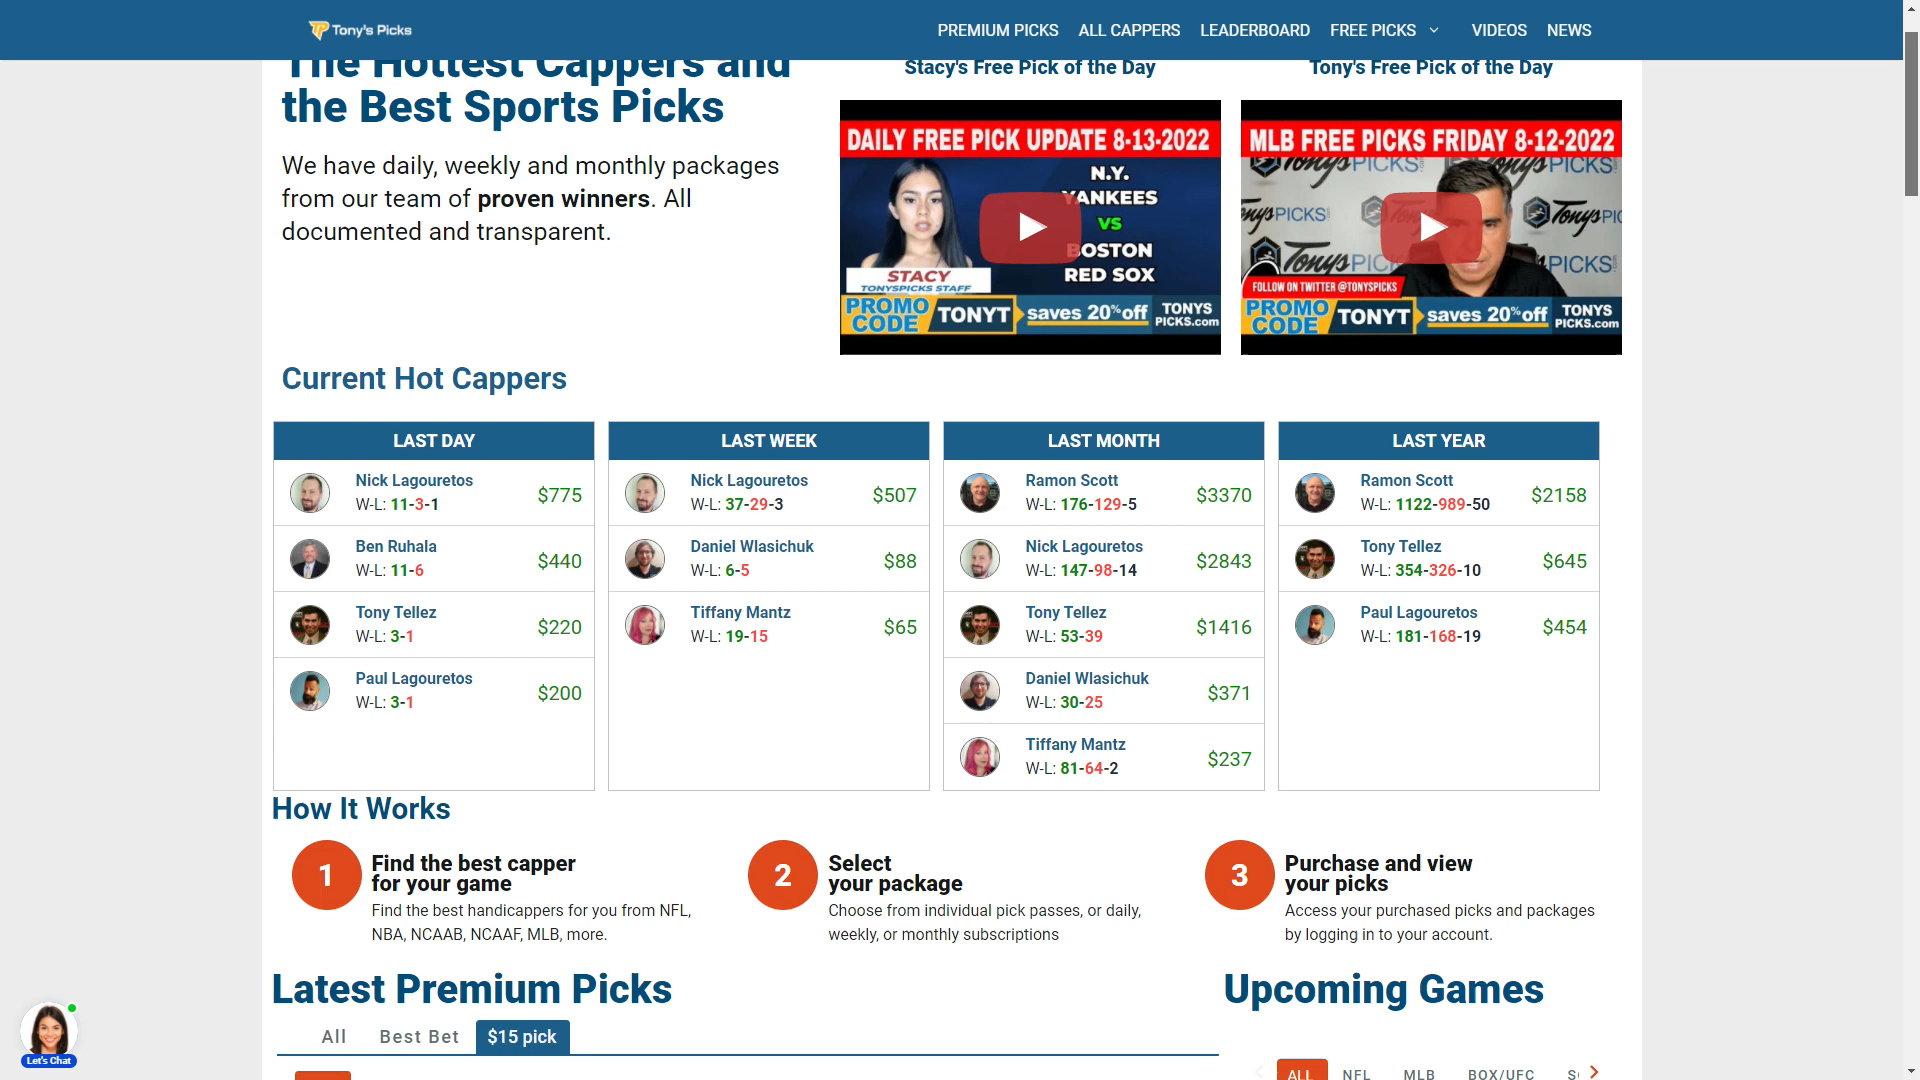 Tony's Picks
PREMIUM PICKS
ALL CAPPERS
LEADERBOARD
FREE PICKS
VIDEOS
NEWS
The Hottest Cappers and
the Best Sports Picks
We have daily, weekly and monthly packages
from our team of proven winners. All
documented and transparent.
Stacy's Free Pick of the Day
DAILY FREE PICK UPDATE 8-13-2022
N.Y.
YANKEES
VS
BOSTON
RED SOX
STACY
TONYSPICKS STAFF
PROMO CODE TONYT saves 20% off TONYS PICKS.com
Tony's Free Pick of the Day
MLB FREE PICKS FRIDAY 8-12-2022
FOLLOW ON TWITTER @TONYSPICKS
PROMO CODE TONYT saves 20% off TONYS PICKS.com
Current Hot Cappers
LAST DAY
Nick Lagouretos
W-L: 11-3-1
$775
Ben Ruhala
W-L: 11-6
$440
Tony Tellez
W-L: 3-1
$220
Paul Lagouretos
W-L: 3-1
$200
LAST WEEK
Nick Lagouretos
W-L: 37-29-3
$507
Daniel Wlasichuk
W-L: 6-5
$88
Tiffany Mantz
W-L: 19-15
$65
LAST MONTH
Ramon Scott
W-L: 176-129-5
$3370
Nick Lagouretos
W-L: 147-98-14
$2843
Tony Tellez
W-L: 53-39
$1416
Daniel Wlasichuk
W-L: 30-25
$371
Tiffany Mantz
W-L: 81-64-2
$237
LAST YEAR
Ramon Scott
W-L: 1122-989-50
$2158
Tony Tellez
W-L: 354-326-10
$645
Paul Lagouretos
W-L: 181-168-19
$454
How It Works
1
Find the best capper
for your game
Find the best handicappers for you from NFL,
NBA, NCAAB, NCAAF, MLB, more.
2
Select
your package
Choose from individual pick passes, or daily,
weekly, or monthly subscriptions
3
Purchase and view
your picks
Access your purchased picks and packages
by logging in to your account.
Latest Premium Picks
All
Best Bet
$15 pick
Upcoming Games
ALL
NFL
MLB
BOX/UFC
Let's Chat